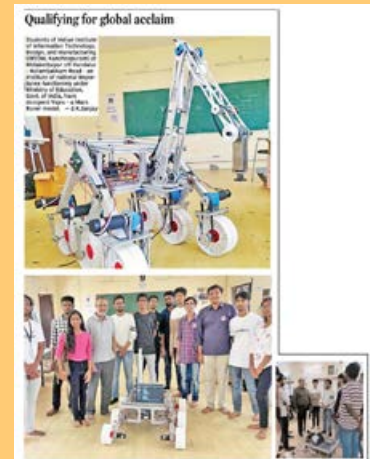 Qualifying for global acclaim
Students of Indian Institute
of Information Technology,
Design, and Manufacturing
(IIITDM), Kancheepuram) at
Melakottaiyur off Vandalur
- Kelambakkam Road - an
institute of national impor-
tance functioning under
Ministry of Education,
Govt. of India, have
designed - a Mars
Rover model.